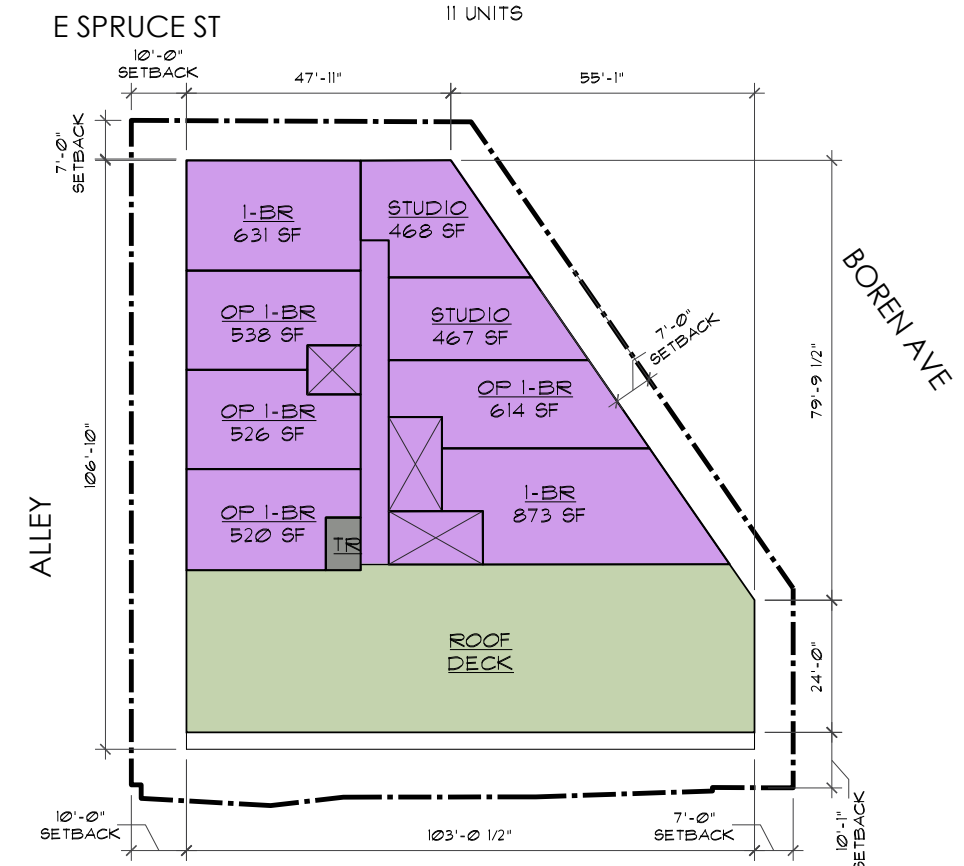 11 UNITS
E SPRUCE ST
10'-0"
SETBACK
47'-11"
55'-1"
7'-0"
SETBACK
1-BR
631 SF
STUDIO
468 SF
OP 1-BR
538 SF
STUDIO
467 SF
7'-0"
SETBACK
BOREN AVE
79'-9 1/2"
OP 1-BR
614 SF
OP 1-BR
526 SF
106'-10"
1-BR
873 SF
OP 1-BR
520 SF
TR
ALLEY
ROOF
DECK
24'-0"
10'-0"
SETBACK
103'-0 1/2"
7'-0"
SETBACK
10'-1"
SETBACK